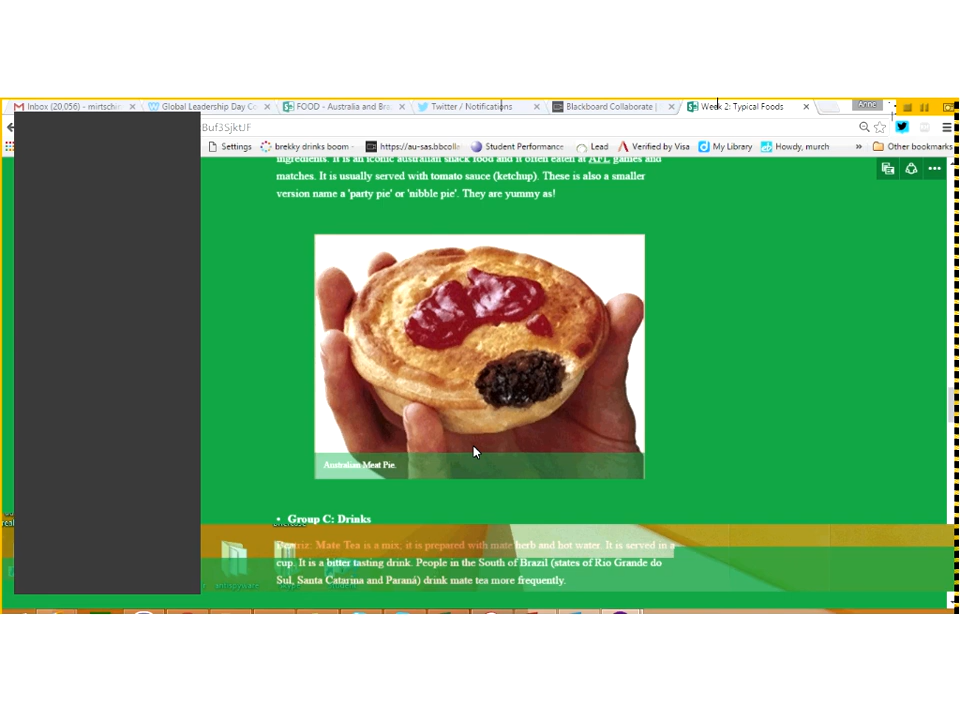 Inbox (20,056) - mirtschin
Global Leadership Day Co
FOOD - Australia and Bra
Twitter / Notifications
Blackboard Collaborate |
Week 2: Typical Foods
Anne
Buf3SjktJF
Settings
brekky drinks boom -
https://au-sas.bbcolla
Student Performance
Lead
Verified by Visa
My Library
Howdy, murch
»
Other bookmarks
ingredients. It is an iconic australian snack food and it often eaten at AFL games and
matches. It is usually served with tomato sauce (ketchup). These is also a smaller
version name a 'party pie' or 'nibble pie'. They are yummy as!
Australian Meat Pie.
• Group C: Drinks
Beatriz: Mate Tea is a mix; it is prepared with mate herb and hot water. It is served in a
cup. It is a bitter tasting drink. People in the South of Brazil (states of Rio Grande do
Sul, Santa Catarina and Paraná) drink mate tea more frequently.
antispyware